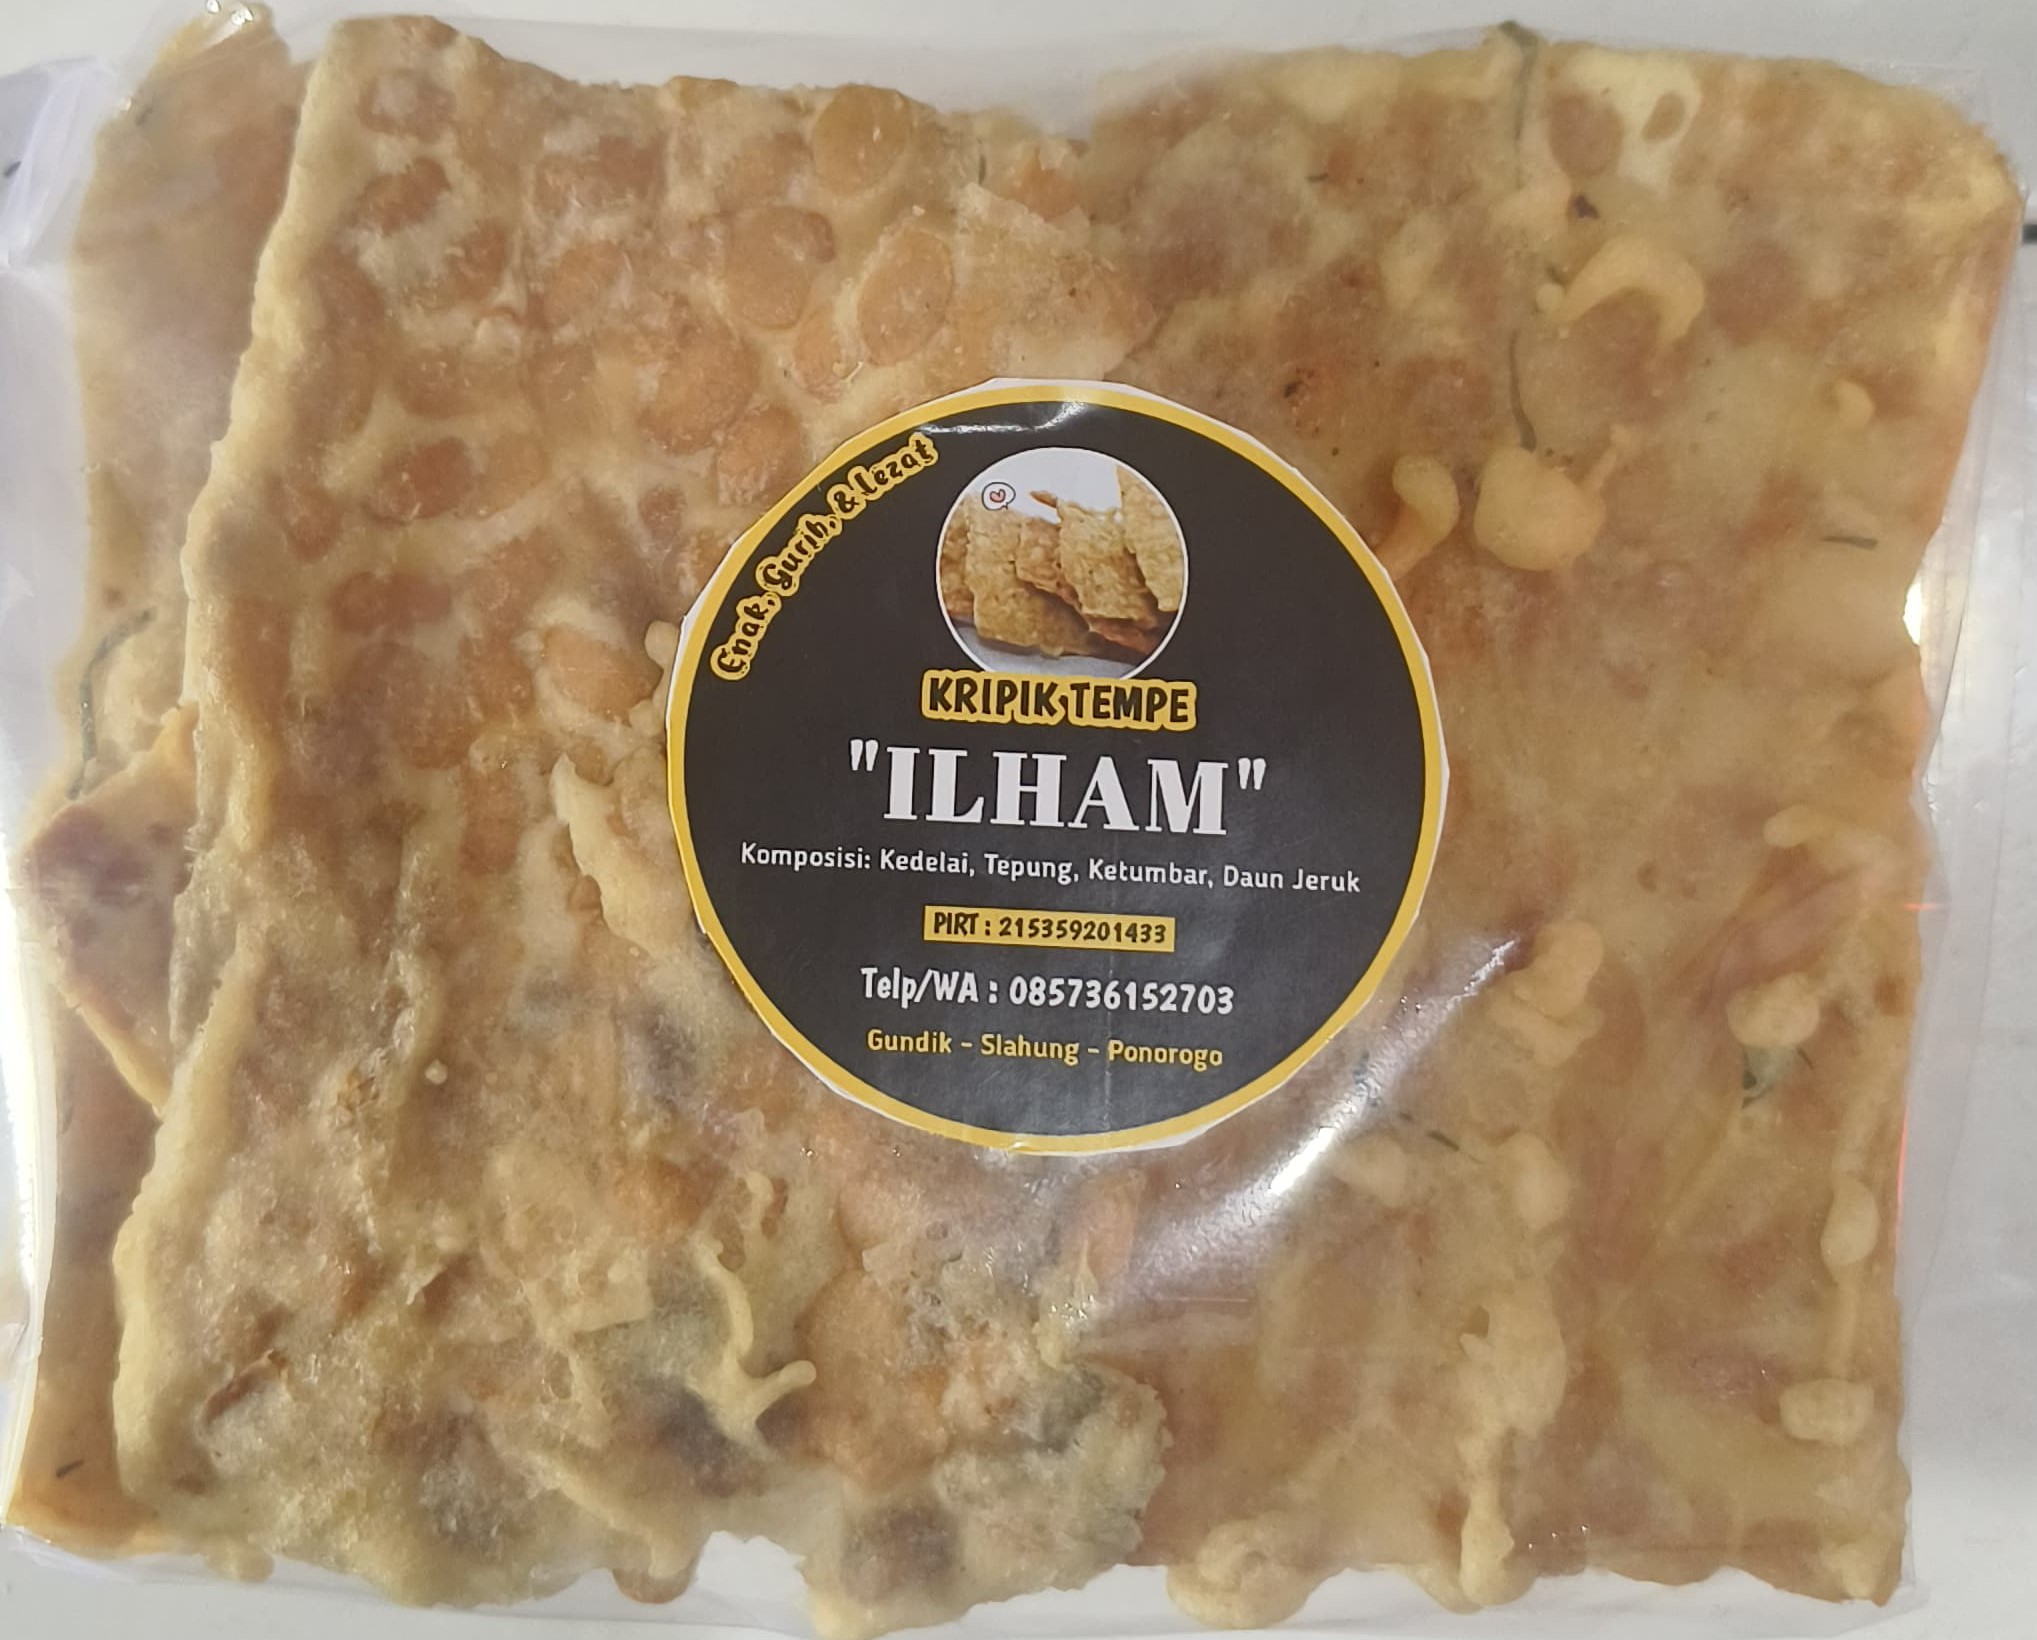 Enak, Gurih, & Lezat
KRIPIK TEMPE
"ILHAM"
Komposisi: Kedelai, Tepung, Ketumbar, Daun Jeruk
PIRT : 215359201433
Telp/WA : 085736152703
Gundik - Slahung - Ponorogo